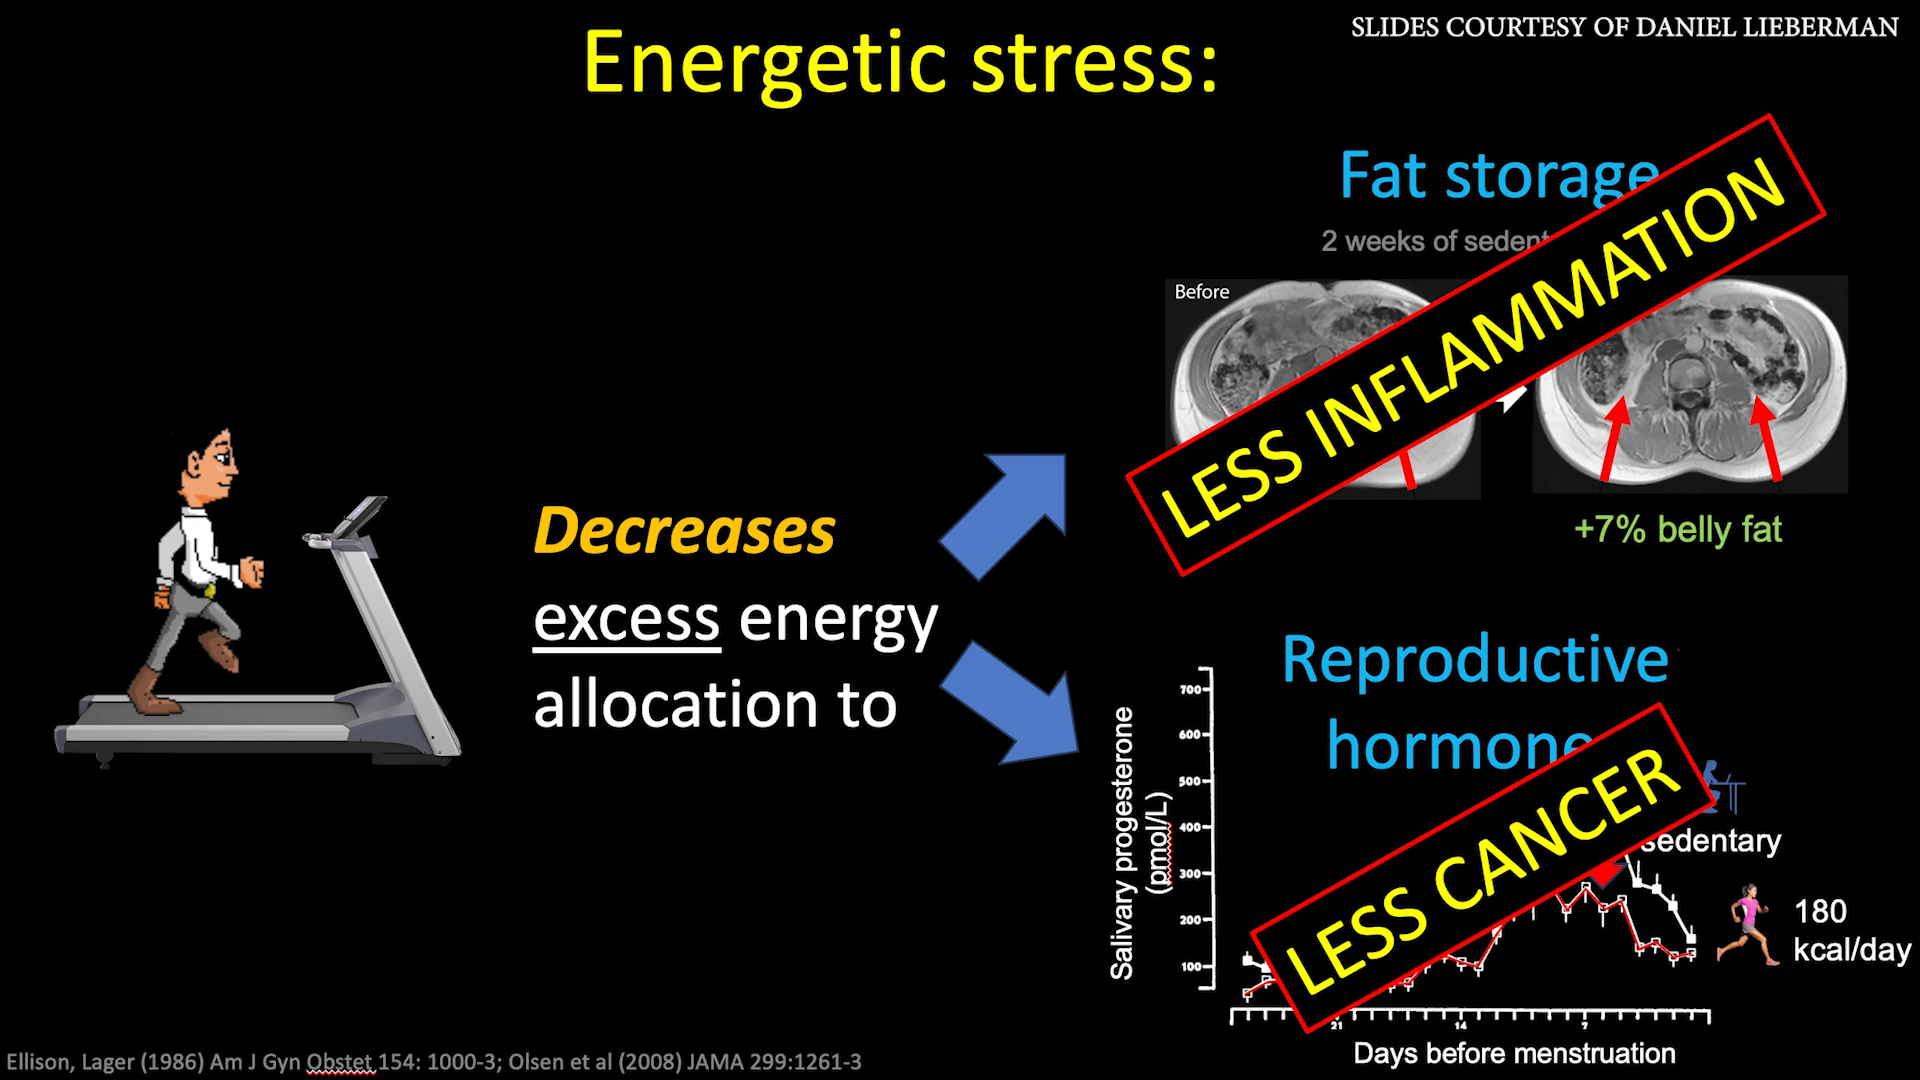 SLIDES COURTESY OF DANIEL LIEBERMAN
Energetic stress:
Fat storage
2 weeks of
Before
LESS INFLAMMATION
+7% belly fat
Decreases
excess energy
allocation to
Reproductive
LESS CANCER
sedentary
180
kcal/day
Salivary progesterone
(pmol/L)
700
600
500
400
300
200
100
21
14
7
Days before menstruation
Ellison, Lager (1986) Am J Gyn Obstet 154: 1000-3; Olsen et al (2008) JAMA 299:1261-3